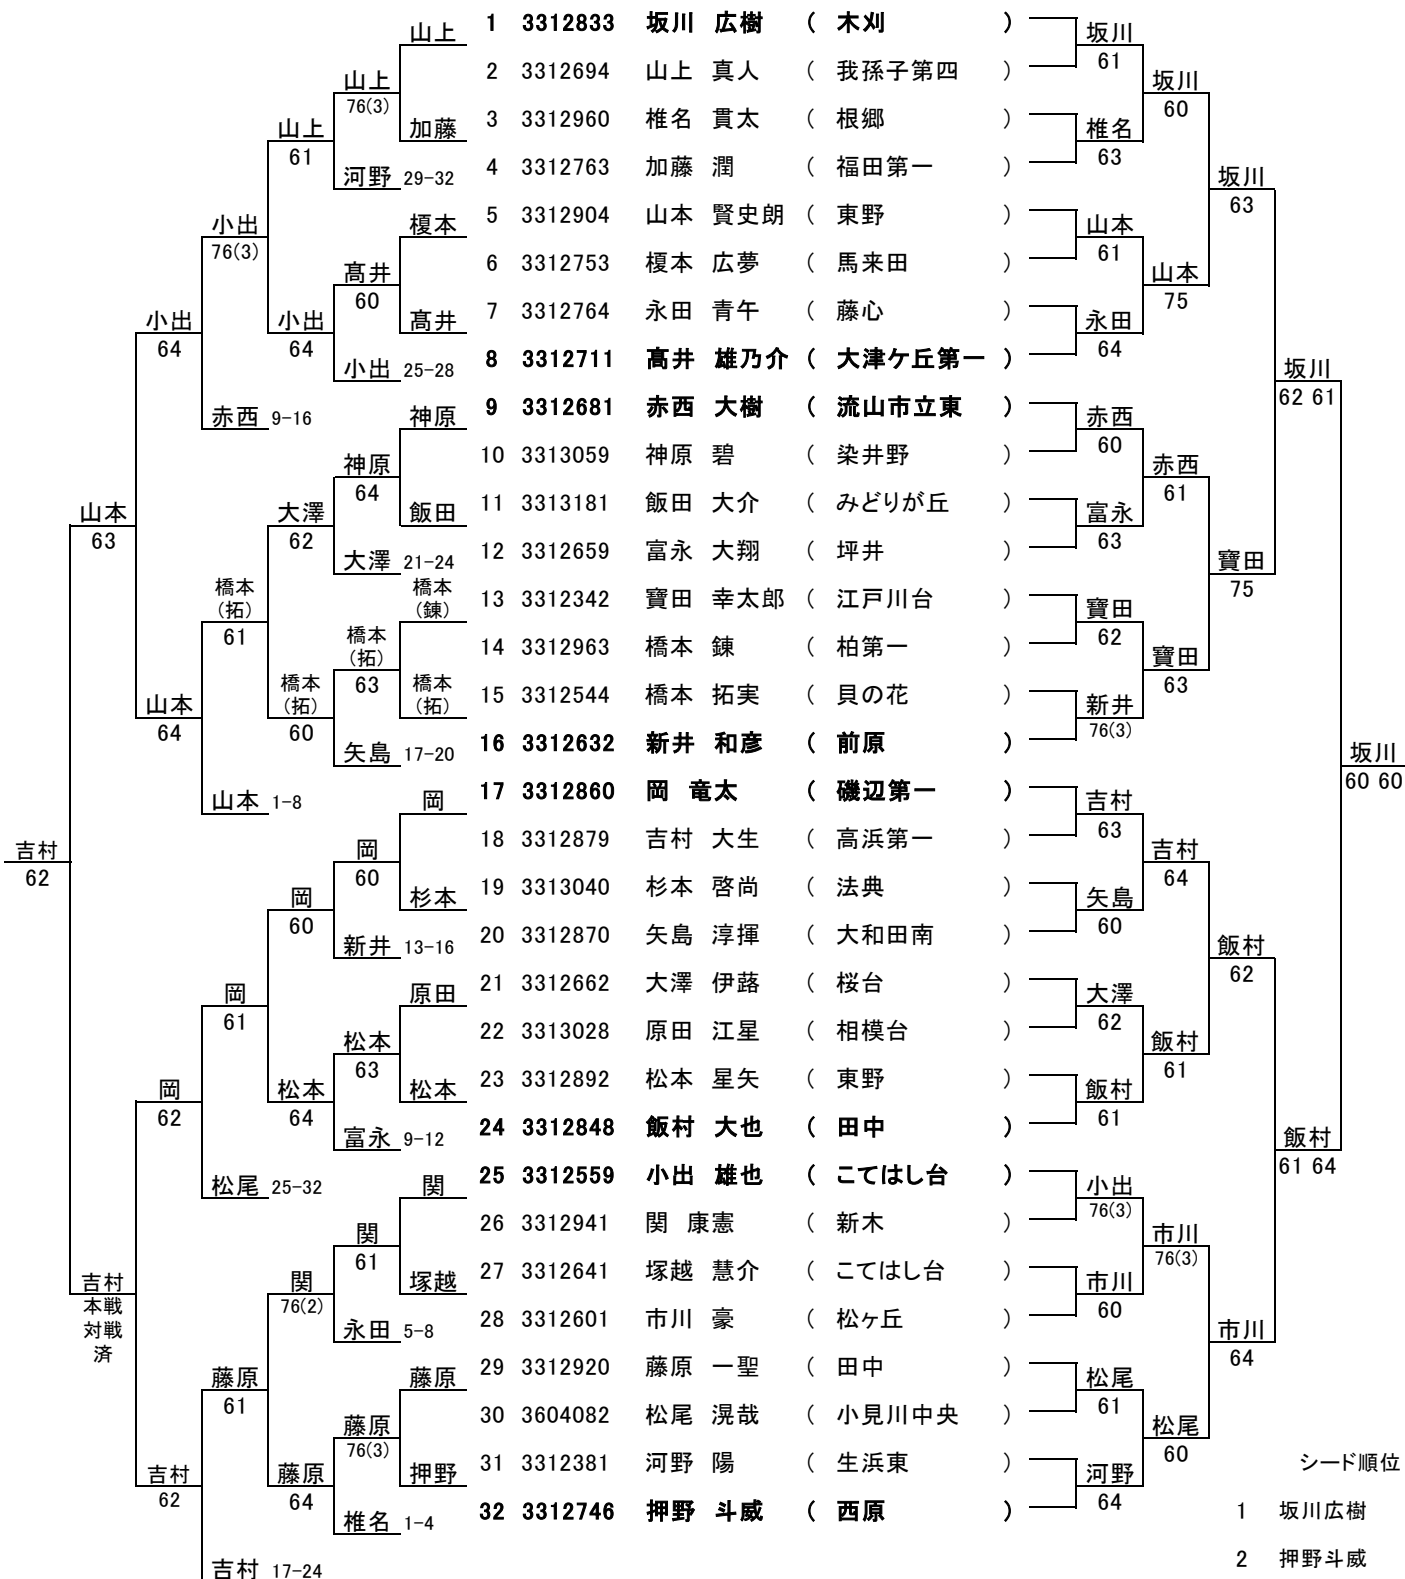 1 3312833 坂川 広樹 ( 木刈 )
2 3312694 山上 真人 ( 我孫子第四 )
3 3312960 椎名 貫太 ( 根郷 )
4 3312763 加藤 潤 ( 福田第一 )
5 3312904 山本 賢史朗 ( 東野 )
6 3312753 榎本 広夢 ( 馬来田 )
7 3312764 永田 青午 ( 藤心 )
8 3312711 髙井 雄乃介 ( 大津ケ丘第一 )
9 3312681 赤西 大樹 ( 流山市立東 )
10 3313059 神原 碧 ( 染井野 )
11 3313181 飯田 大介 ( みどりが丘 )
12 3312659 富永 大翔 ( 坪井 )
13 3312342 寶田 幸太郎 ( 江戸川台 )
14 3312963 橋本 錬 ( 柏第一 )
15 3312544 橋本 拓実 ( 貝の花 )
16 3312632 新井 和彦 ( 前原 )
17 3312860 岡 竜太 ( 磯辺第一 )
18 3312879 吉村 大生 ( 高浜第一 )
19 3313040 杉本 啓尚 ( 法典 )
20 3312870 矢島 淳揮 ( 大和田南 )
21 3312662 大澤 伊蕗 ( 桜台 )
22 3313028 原田 江星 ( 相模台 )
23 3312892 松本 星矢 ( 東野 )
24 3312848 飯村 大也 ( 田中 )
25 3312559 小出 雄也 ( こてはし台 )
26 3312941 関 康憲 ( 新木 )
27 3312641 塚越 慧介 ( こてはし台 )
28 3312601 市川 豪 ( 松ヶ丘 )
29 3312920 藤原 一聖 ( 田中 )
30 3604082 松尾 滉哉 ( 小見川中央 )
31 3312381 河野 陽 ( 生浜東 )
32 3312746 押野 斗威 ( 西原 )
坂川
61
椎名
63
山本
61
永田
64
赤西
60
富永
63
寶田
62
新井
76(3)
吉村
63
矢島
60
大澤
62
飯村
61
小出
76(3)
市川
60
松尾
61
河野
64
坂川
60
山本
75
赤西
61
寶田
63
吉村
64
飯村
61
市川
76(3)
松尾
60
坂川
63
寶田
75
飯村
62
市川
64
坂川
62 61
飯村
61 64
坂川
60 60
山上
加藤
榎本
髙井
神原
飯田
橋本
(錬)
橋本
(拓)
岡
杉本
原田
松本
関
塚越
藤原
押野
山上
76(3)
河野 29-32
髙井
60
小出 25-28
神原
64
大澤 21-24
橋本
(拓)
63
矢島 17-20
岡
60
新井 13-16
松本
63
富永 9-12
関
61
永田 5-8
藤原
76(3)
椎名 1-4
山上
61
小出
64
大澤
62
橋本
(拓)
60
岡
60
松本
64
関
76(2)
藤原
64
小出
76(3)
赤西 9-16
橋本
(拓)
61
山本 1-8
岡
61
松尾 25-32
藤原
61
吉村 17-24
小出
64
山本
64
岡
62
吉村
62
山本
63
吉村
本戦
対戦
済
吉村
62
シード順位
1 坂川広樹
2 押野斗威